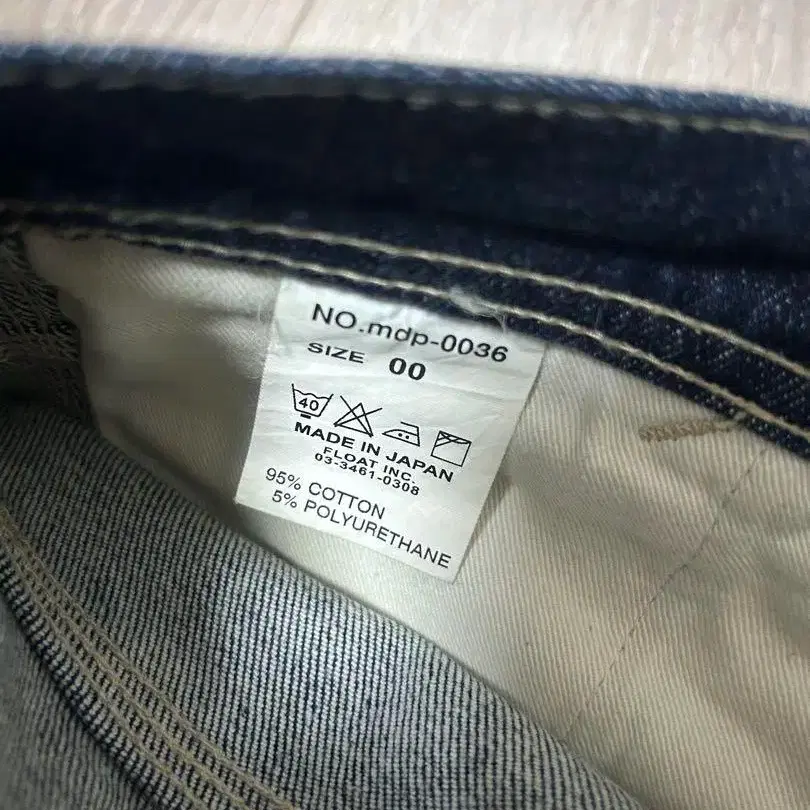 NO.mdp-0036
SIZE 00
40
MADE IN JAPAN
FLOAT INC.
03-3461-0308
95% COTTON
5% POLYURETHANE